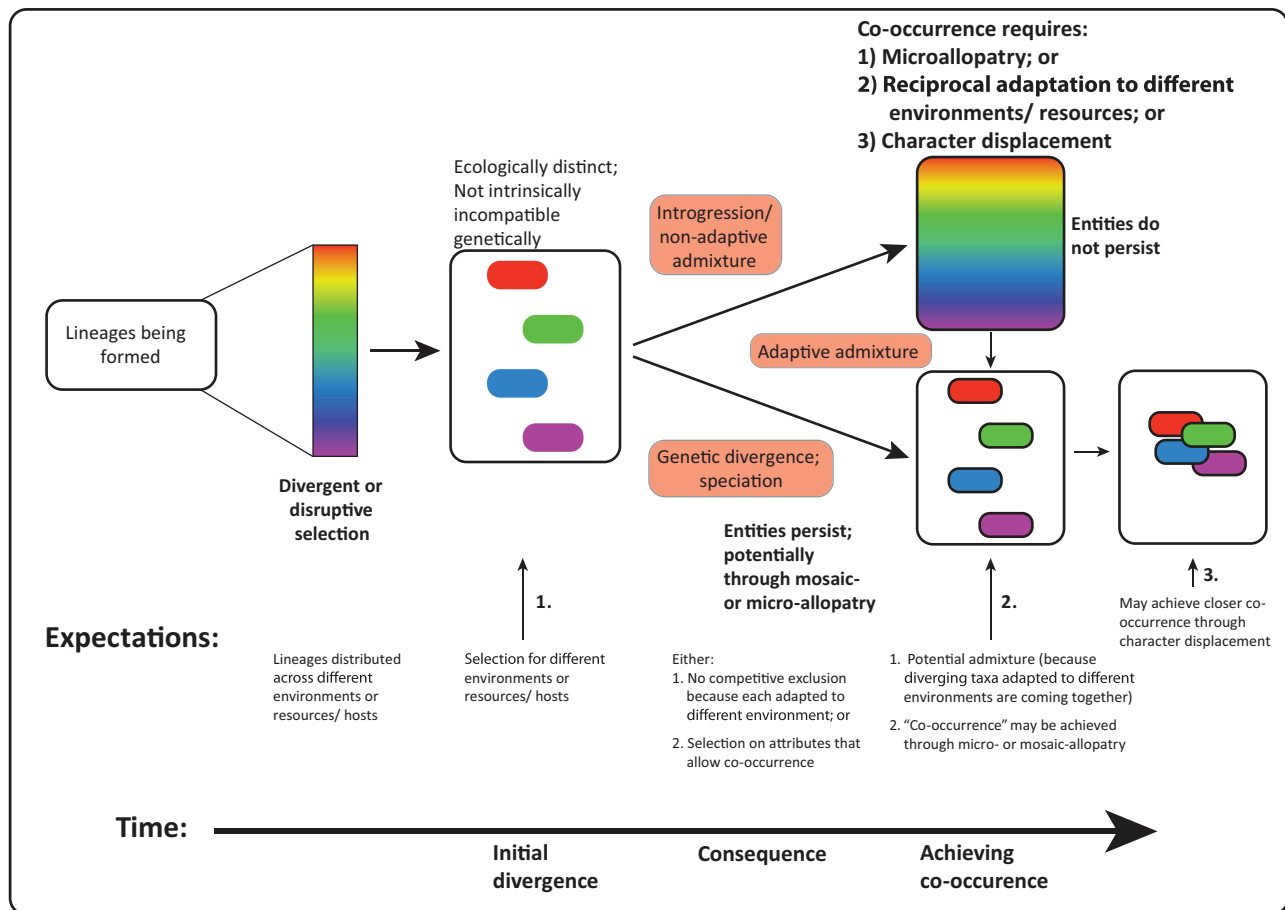 Co-occurrence requires:
1) Microallopatry; or
2) Reciprocal adaptation to different
environments/ resources; or
3) Character displacement
Ecologically distinct;
Not intrinsically
incompatible
genetically
Introgression/
non-adaptive
admixture
Entities do
not persist
Lineages being
formed
Adaptive admixture
Genetic divergence;
speciation
Divergent or
disruptive
selection
Entities persist;
potentially
through mosaic-
or micro-allopatry
1.
2.
3.
May achieve closer co-
occurrence through
character displacement
Expectations:
Lineages distributed
across different
environments or
resources/ hosts
Selection for different
environments or
resources/ hosts
Either:
1. No competitive exclusion
because each adapted to
different environment; or
2. Selection on attributes that
allow co-occurrence
1. Potential admixture (because
diverging taxa adapted to different
environments are coming together)
2. “Co-occurrence” may be achieved
through micro- or mosaic-allopatry
Time:
Initial
divergence
Consequence
Achieving
co-occurence